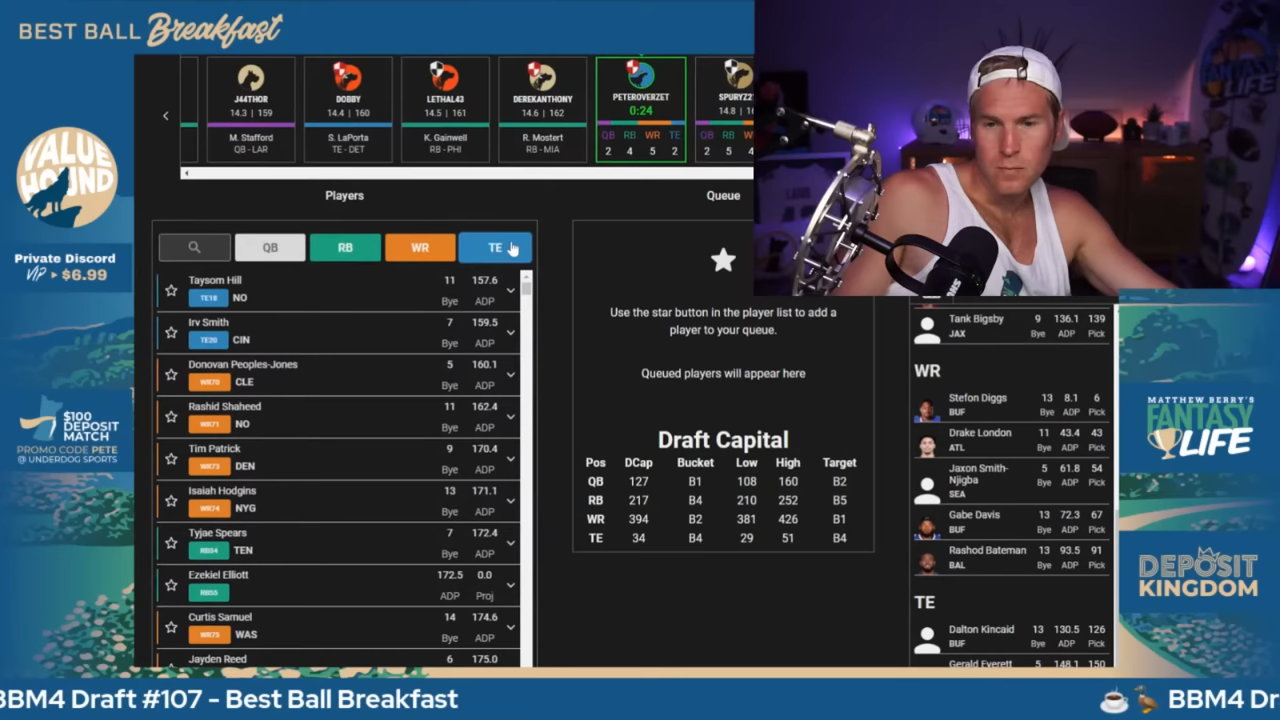 BEST BALL Breakfast
VALUE
HOUND
Private Discord
VIP ▸ $6.99
$100
DEPOSIT
MATCH
PROMO CODE PETE
@ UNDERDOG SPORTS
J44THOR
14.3 | 159
M. Stafford
QB - LAR
DOBBY
14.4 | 160
S. LaPorta
TE - DET
LETHAL43
14.5 | 161
K. Gainwell
RB - PHI
DEREKANTHONY
14.6 | 162
R. Mostert
RB - MIA
PETEROVERZET
0:24
QB RB WR TE
2 4 5 2
QB RB
2 5
Players
Queue
QB
RB
WR
TE
Taysom Hill 11 157.6
TE18 NO Bye ADP
Irv Smith 7 159.5
TE20 CIN Bye ADP
Donovan Peoples-Jones 5 160.1
WR70 CLE Bye ADP
Rashid Shaheed 11 162.4
WR71 NO Bye ADP
Tim Patrick 9 170.4
WR73 DEN Bye ADP
Isaiah Hodgins 13 171.1
WR74 NYG Bye ADP
Tyjae Spears 7 172.4
RB54 TEN Bye ADP
Ezekiel Elliott 172.5 0.0
RB55 ADP Proj
Curtis Samuel 14 174.6
WR75 WAS Bye ADP
Jayden Reed 6 175.0
Use the star button in the player list to add a
player to your queue.
Queued players will appear here
Draft Capital
Pos DCap Bucket Low High Target
QB 127 B1 108 160 B2
RB 217 B4 210 252 B5
WR 394 B2 381 426 B1
TE 34 B4 29 51 B4
Tank Bigsby 9 136.1 139
JAX Bye ADP Pick
WR
Stefon Diggs 13 8.1 6
BUF Bye ADP Pick
Drake London 11 43.4 43
ATL Bye ADP Pick
Jaxon Smith-
Njigba 5 61.8 54
SEA Bye ADP Pick
Gabe Davis 13 72.3 67
BUF Bye ADP Pick
Rashod Bateman 13 93.5 91
BAL Bye ADP Pick
TE
Dalton Kincaid 13 130.5 126
BUF Bye ADP Pick
Gerald Everett 5 148.1 150
MATTHEW BERRY'S
FANTASY
LIFE
DEPOSIT
KINGDOM
BBM4 Draft #107 - Best Ball Breakfast
BBM4 Dr